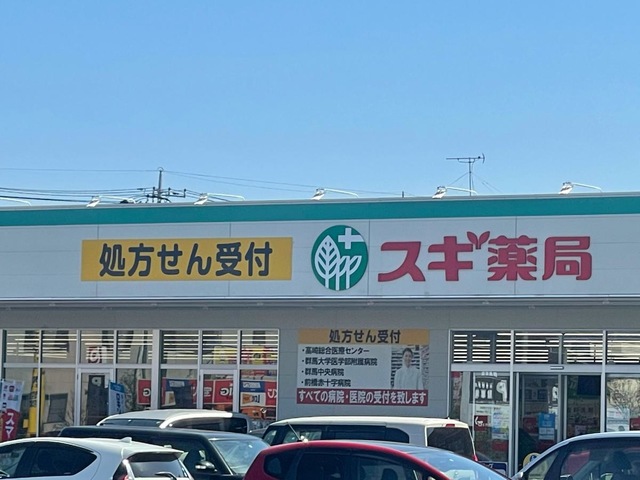 処方せん受付
スギ薬局
処方せん受付
・高崎総合医療センター
・群馬大学医学部附属病院
・群馬中央病院
・前橋赤十字病院
すべての病院・医院の受付を致します